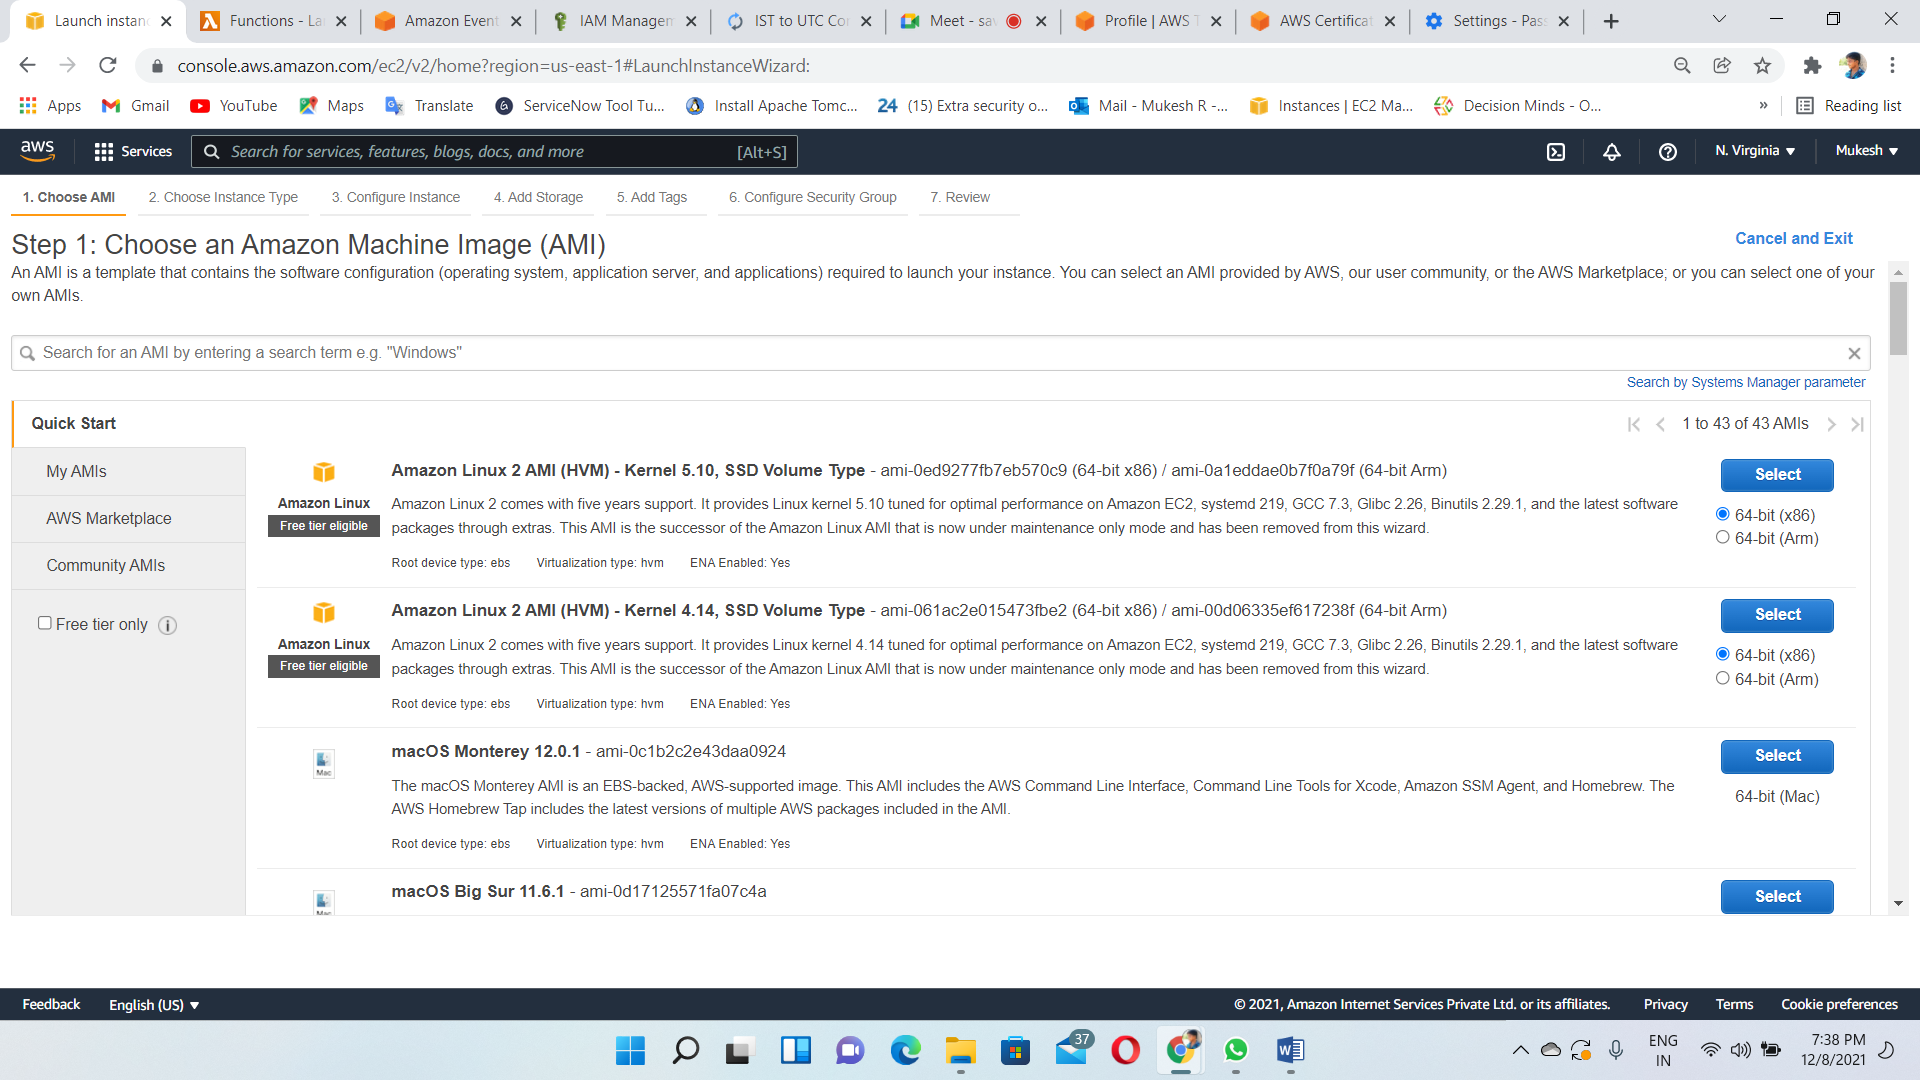 Launch instanc
Functions - La
Amazon Event
IAM Managem
IST to UTC Co
Meet - sa
Profile | AWS T
AWS Certificat
Settings - Pass
console.aws.amazon.com/ec2/v2/home?region=us-east-1#LaunchInstanceWizard:
Apps
Gmail
YouTube
Maps
Translate
ServiceNow Tool Tu...
Install Apache Tomc...
24 (15) Extra security o...
Mail - Mukesh R -...
Instances | EC2 Ma...
Decision Minds - O...
»
Reading list
aws
Services
Search for services, features, blogs, docs, and more
[Alt+S]
N. Virginia
Mukesh
1. Choose AMI
2. Choose Instance Type
3. Configure Instance
4. Add Storage
5. Add Tags
6. Configure Security Group
7. Review
Step 1: Choose an Amazon Machine Image (AMI)
Cancel and Exit
An AMI is a template that contains the software configuration (operating system, application server, and applications) required to launch your instance. You can select an AMI provided by AWS, our user community, or the AWS Marketplace; or you can select one of your
own AMIs.
Search for an AMI by entering a search term e.g. "Windows"
Search by Systems Manager parameter
Quick Start
1 to 43 of 43 AMIs
My AMIs
AWS Marketplace
Community AMIs
Free tier only
Amazon Linux
Free tier eligible
Amazon Linux 2 AMI (HVM) - Kernel 5.10, SSD Volume Type - ami-0ed9277fb7eb570c9 (64-bit x86) / ami-0a1eddae0b7f0a79f (64-bit Arm)
Amazon Linux 2 comes with five years support. It provides Linux kernel 5.10 tuned for optimal performance on Amazon EC2, systemd 219, GCC 7.3, Glibc 2.26, Binutils 2.29.1, and the latest software
packages through extras. This AMI is the successor of the Amazon Linux AMI that is now under maintenance only mode and has been removed from this wizard.
Root device type: ebs
Virtualization type: hvm
ENA Enabled: Yes
Select
64-bit (x86)
64-bit (Arm)
Amazon Linux
Free tier eligible
Amazon Linux 2 AMI (HVM) - Kernel 4.14, SSD Volume Type - ami-061ac2e015473fbe2 (64-bit x86) / ami-00d06335ef617238f (64-bit Arm)
Amazon Linux 2 comes with five years support. It provides Linux kernel 4.14 tuned for optimal performance on Amazon EC2, systemd 219, GCC 7.3, Glibc 2.26, Binutils 2.29.1, and the latest software
packages through extras. This AMI is the successor of the Amazon Linux AMI that is now under maintenance only mode and has been removed from this wizard.
Root device type: ebs
Virtualization type: hvm
ENA Enabled: Yes
Select
64-bit (x86)
64-bit (Arm)
Mac
macOS Monterey 12.0.1 - ami-0c1b2c2e43daa0924
The macOS Monterey AMI is an EBS-backed, AWS-supported image. This AMI includes the AWS Command Line Interface, Command Line Tools for Xcode, Amazon SSM Agent, and Homebrew. The
AWS Homebrew Tap includes the latest versions of multiple AWS packages included in the AMI.
Root device type: ebs
Virtualization type: hvm
ENA Enabled: Yes
Select
64-bit (Mac)
Mac
macOS Big Sur 11.6.1 - ami-0d17125571fa07c4a
Select
Feedback
English (US)
© 2021, Amazon Internet Services Private Ltd. or its affiliates.
Privacy
Terms
Cookie preferences
37
ENG
IN
7:38 PM
12/8/2021